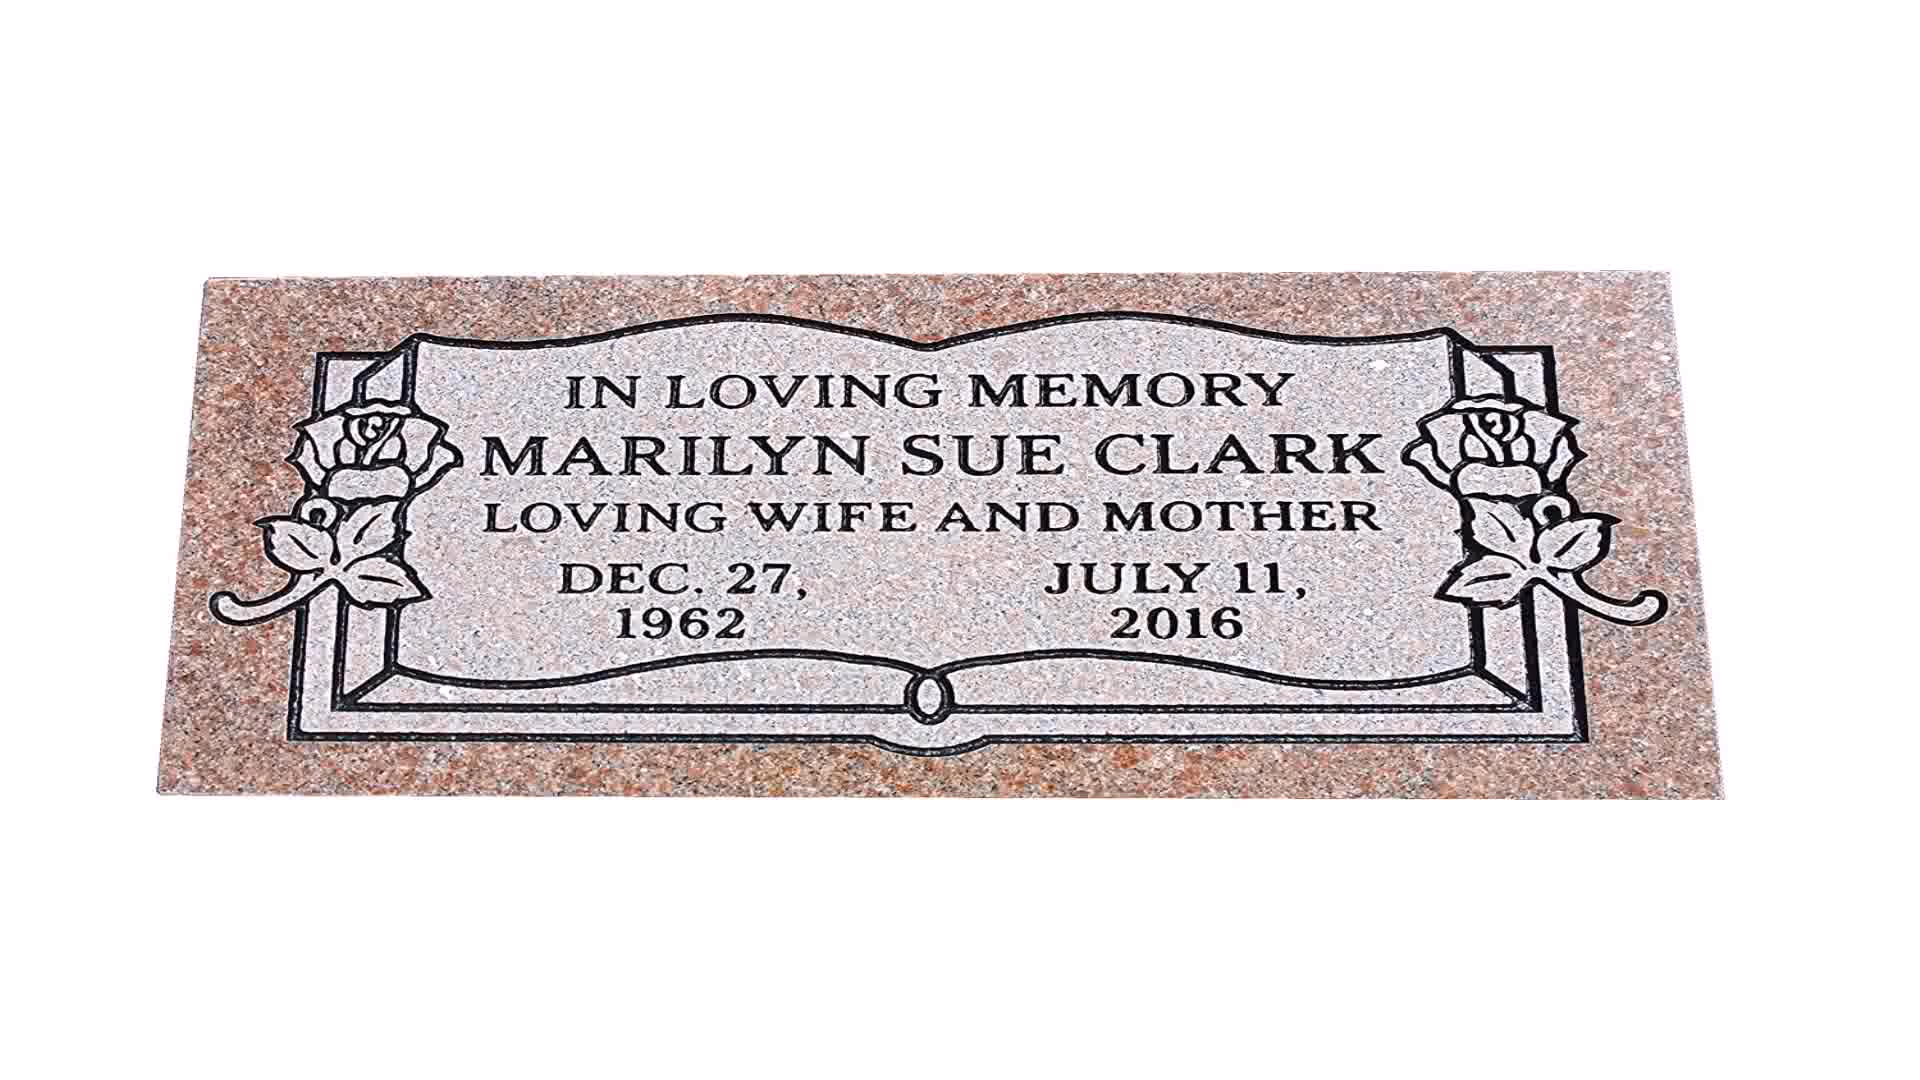 IN LOVING MEMORY
MARILYN SUE CLARK
LOVING WIFE AND MOTHER
DEC. 27, JULY 11,
1962 2016